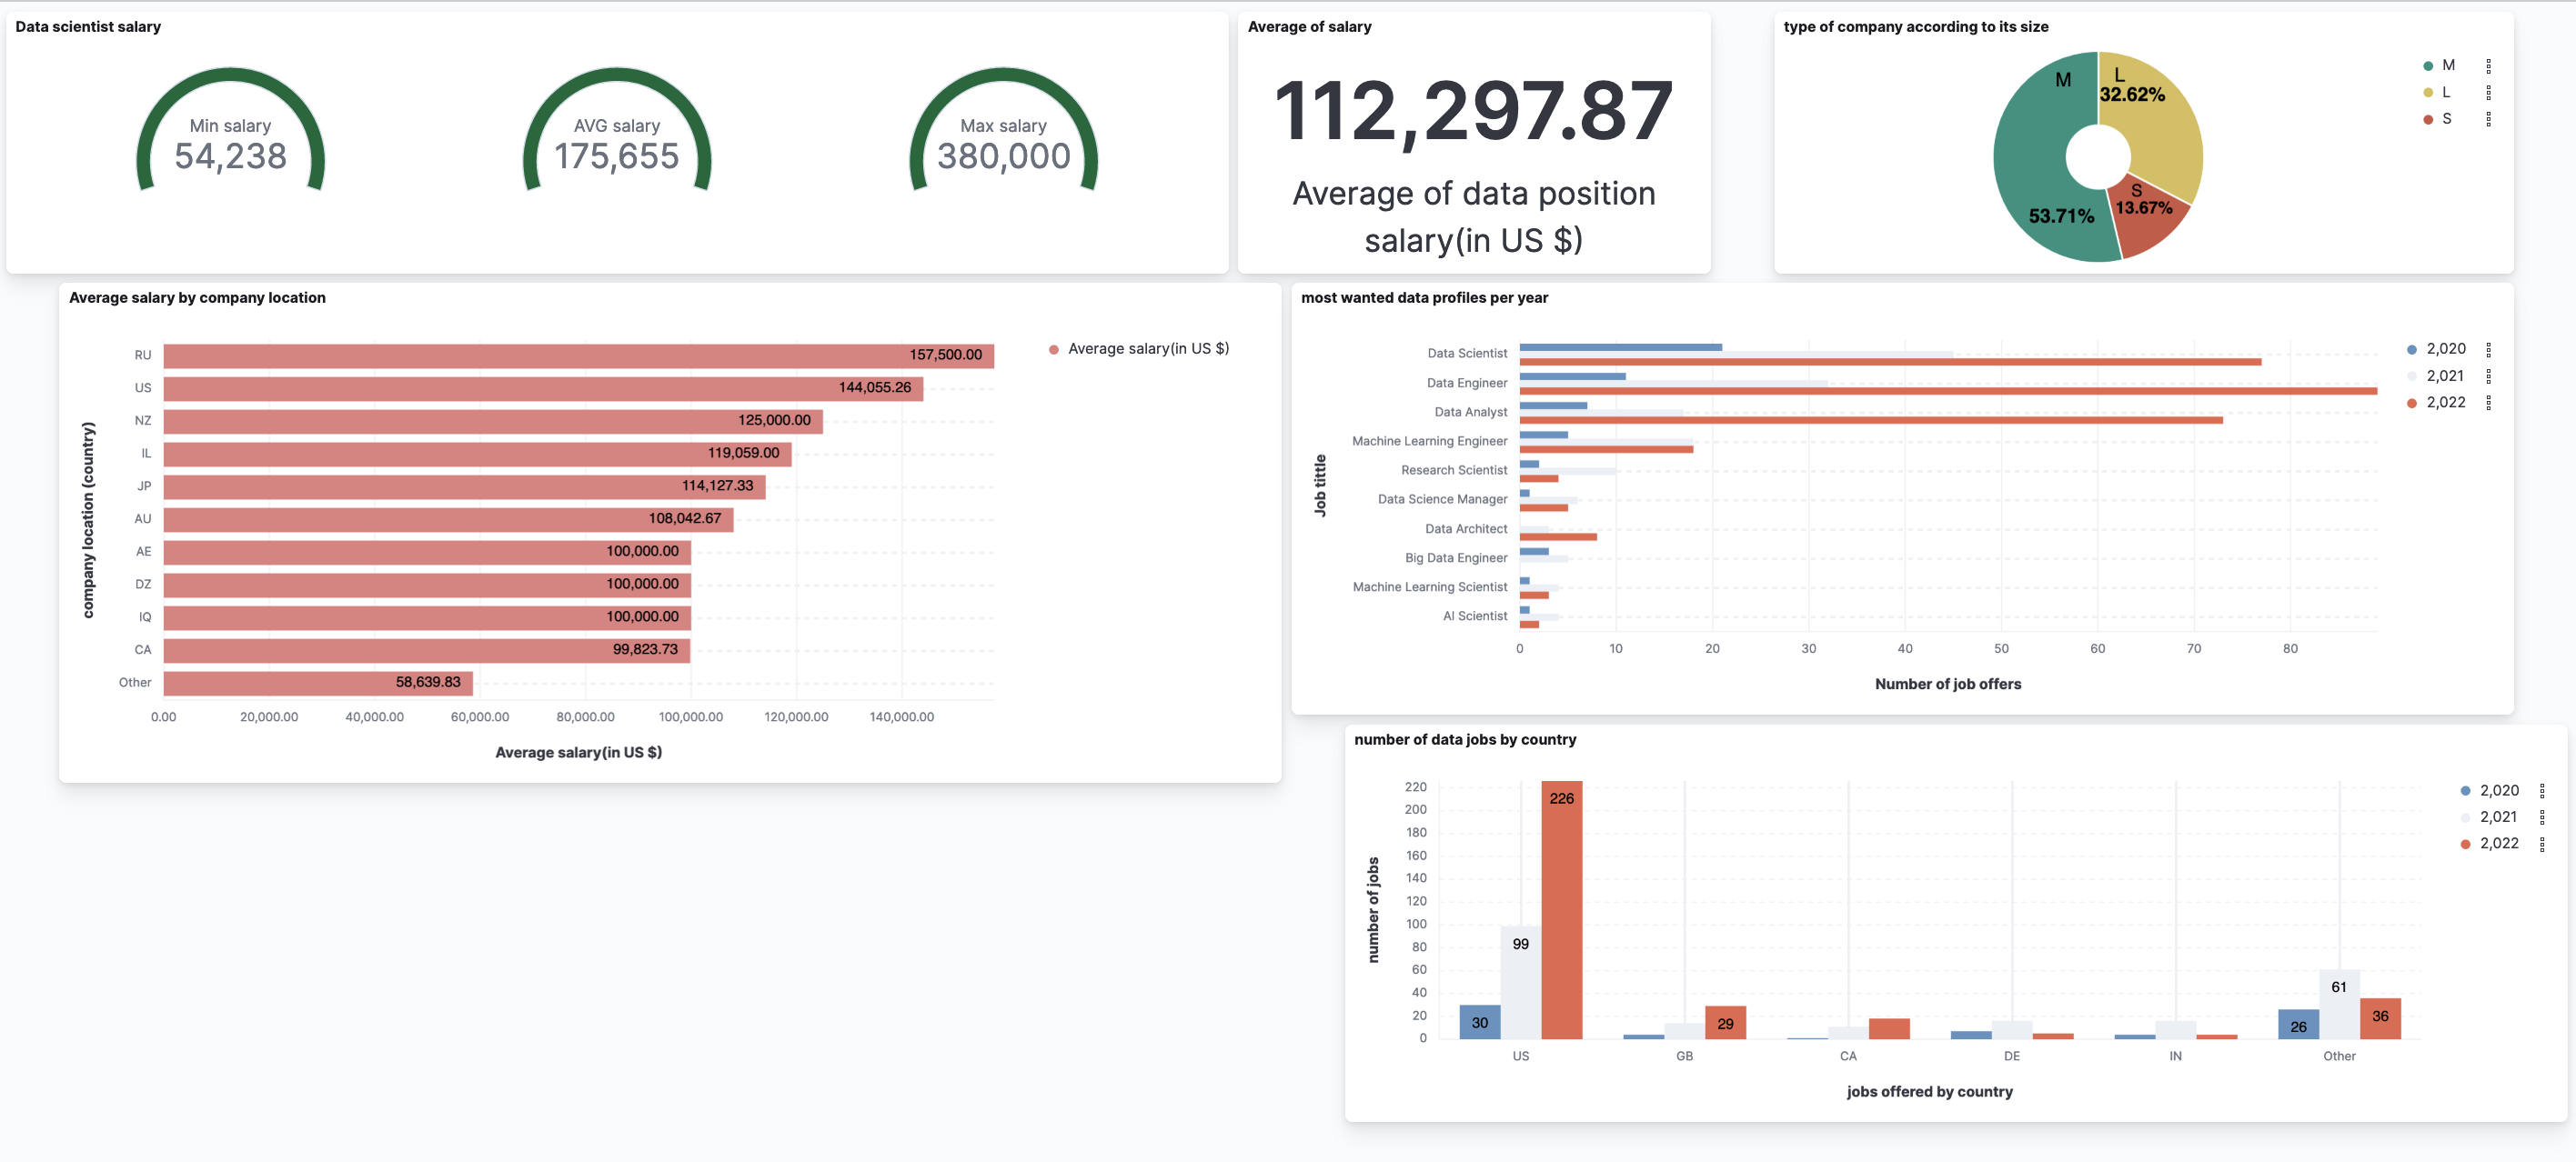 Data scientist salary
Min salary
54,238
AVG salary
175,655
Max salary
380,000
Average of salary
112,297.87
Average of data position
salary(in US $)
type of company according to its size
M
L
32.62%
S
13.67%
53.71%
M
L
S
Average salary by company location
company location (country)
RU
157,500.00
US
144,055.26
NZ
125,000.00
IL
119,059.00
JP
114,127.33
AU
108,042.67
AE
100,000.00
DZ
100,000.00
IQ
100,000.00
CA
99,823.73
Other
58,639.83
0.00 20,000.00 40,000.00 60,000.00 80,000.00 100,000.00 120,000.00 140,000.00
Average salary(in US $)
Average salary(in US $)
most wanted data profiles per year
Job tittle
Data Scientist
Data Engineer
Data Analyst
Machine Learning Engineer
Research Scientist
Data Science Manager
Data Architect
Big Data Engineer
Machine Learning Scientist
AI Scientist
0 10 20 30 40 50 60 70 80
Number of job offers
2,020
2,021
2,022
number of data jobs by country
number of jobs
220
200
180
160
140
120
100
80
60
40
20
0
30
99
226
29
26
61
36
US GB CA DE IN Other
jobs offered by country
2,020
2,021
2,022